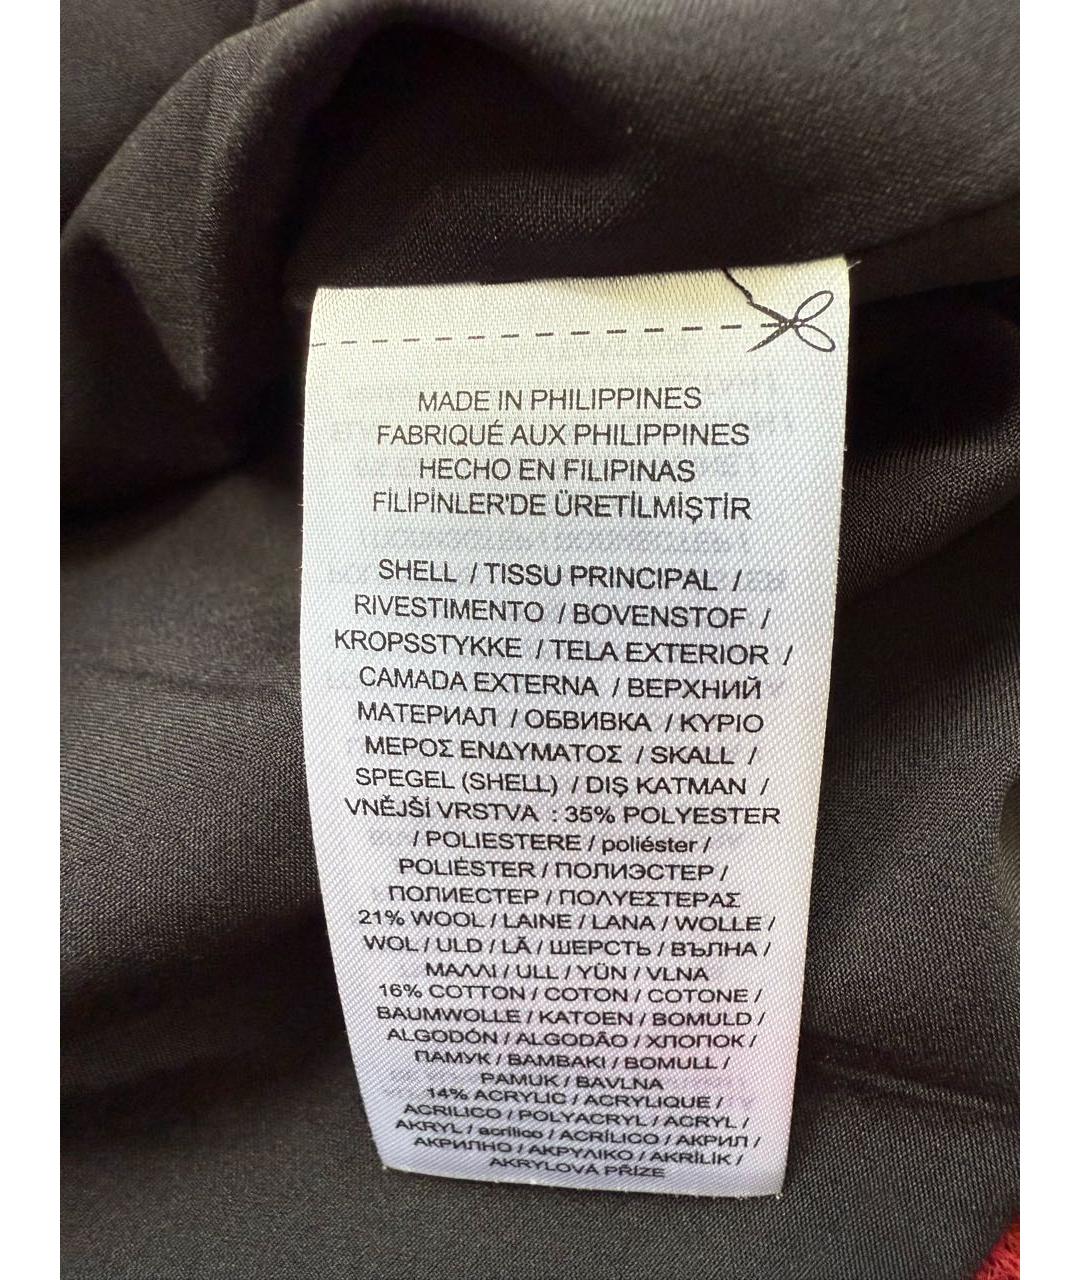 MADE IN PHILIPPINES
FABRIQUÉ AUX PHILIPPINES
HECHO EN FILIPINAS
FİLİPİNLER'DE ÜRETİLMİŞTİR
SHELL / TISSU PRINCIPAL /
RIVESTIMENTO / BOVENSTOF /
KROPSSTYKKE / TELA EXTERIOR /
CAMADA EXTERNA / ВЕРХНИЙ
МАТЕРИАЛ / ОБВИВКА / ΚΥΡΙΟ
ΜΕΡΟΣ ΕΝΔΥΜΑΤΟΣ / SKALL /
SPEGEL (SHELL) / DIŞ KATMAN /
VNĚJŠÍ VRSTVA : 35% POLYESTER
/ POLIESTERE / poliéster /
POLIÉSTER / ПОЛИЭСТЕР /
ПОЛИЕСТЕР / ΠΟΛΥΕΣΤΕΡΑΣ
21% WOOL / LAINE / LANA / WOLLE /
WOL / ULD / LÃ / ШЕРСТЬ / ВЪЛНА /
ΜΑΛΛΙ / ULL / YÜN / VLNA
16% COTTON / COTON / COTONE /
BAUMWOLLE / KATOEN / BOMULD /
ALGODÓN / ALGODÃO / ХЛОПОК /
ПАМУК / ΒΑΜΒΑΚΙ / BOMULL /
PAMUK / BAVLNA
14% ACRYLIC / ACRYLIQUE /
ACRILICO / POLYACRYL / ACRYL /
AKRYL / acrílico / ACRÍLICO / АКРИЛ /
АКРИЛНО / ΑΚΡΥΛΙΚΟ / AKRİLİK /
AKRYLOVÁ PŘÍZE